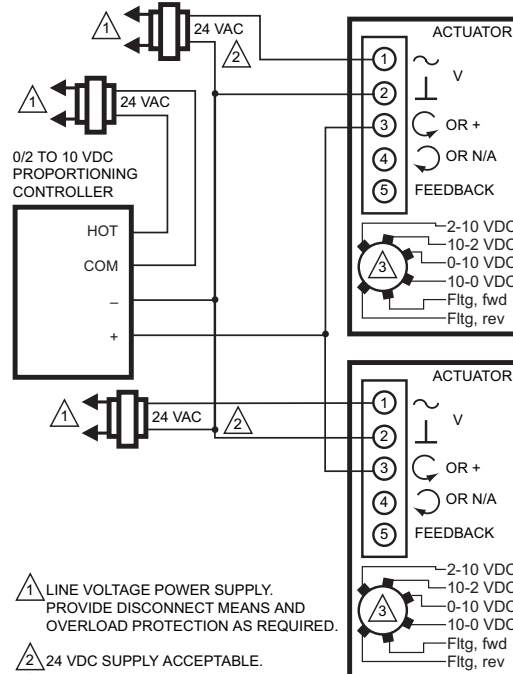 1
24 VAC
2
1
24 VAC
0/2 TO 10 VDC
PROPORTIONING
CONTROLLER
HOT
COM
–
+
ACTUATOR
1
V
2
3 OR +
4 OR N/A
5 FEEDBACK
3
2-10 VDC
10-2 VDC
0-10 VDC
10-0 VDC
Fltg, fwd
Fltg, rev
1
24 VAC
2
ACTUATOR
1
V
2
3 OR +
4 OR N/A
5 FEEDBACK
3
2-10 VDC
10-2 VDC
0-10 VDC
10-0 VDC
Fltg, fwd
Fltg, rev
1 LINE VOLTAGE POWER SUPPLY.
PROVIDE DISCONNECT MEANS AND
OVERLOAD PROTECTION AS REQUIRED.
2 24 VDC SUPPLY ACCEPTABLE.